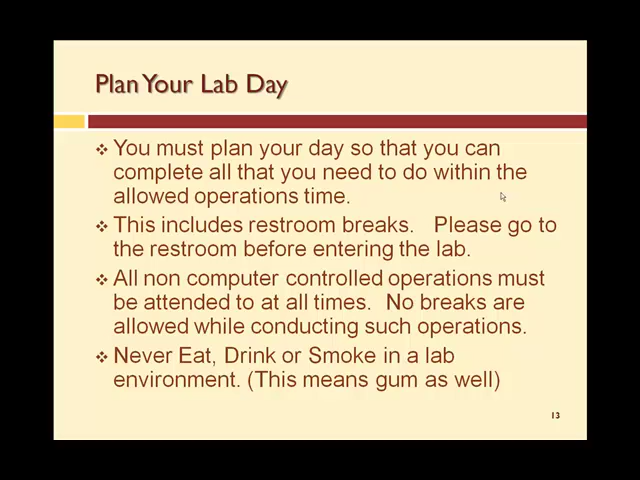 Plan Your Lab Day
❖ You must plan your day so that you can
complete all that you need to do within the
allowed operations time.
❖ This includes restroom breaks. Please go to
the restroom before entering the lab.
❖ All non computer controlled operations must
be attended to at all times. No breaks are
allowed while conducting such operations.
❖ Never Eat, Drink or Smoke in a lab
environment. (This means gum as well)
13